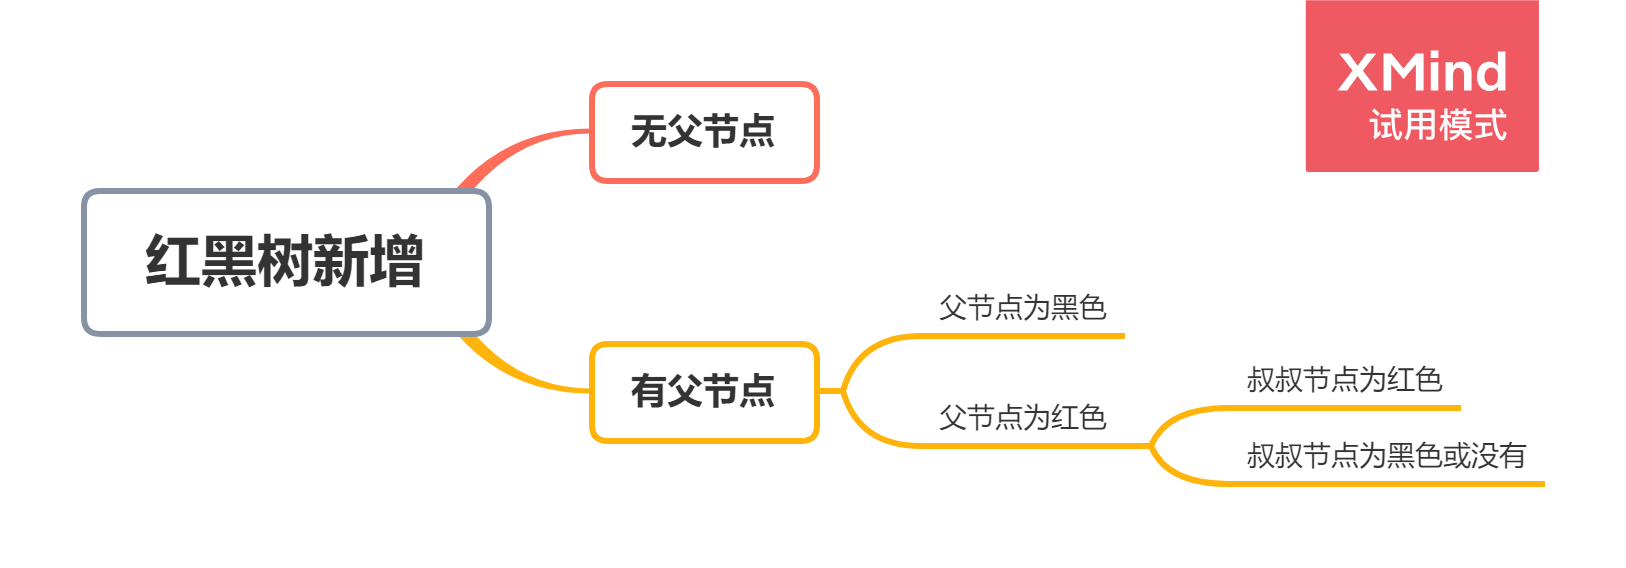 XMind
试用模式
无父节点
红黑树新增
父节点为黑色
有父节点
父节点为红色
叔叔节点为红色
叔叔节点为黑色或没有